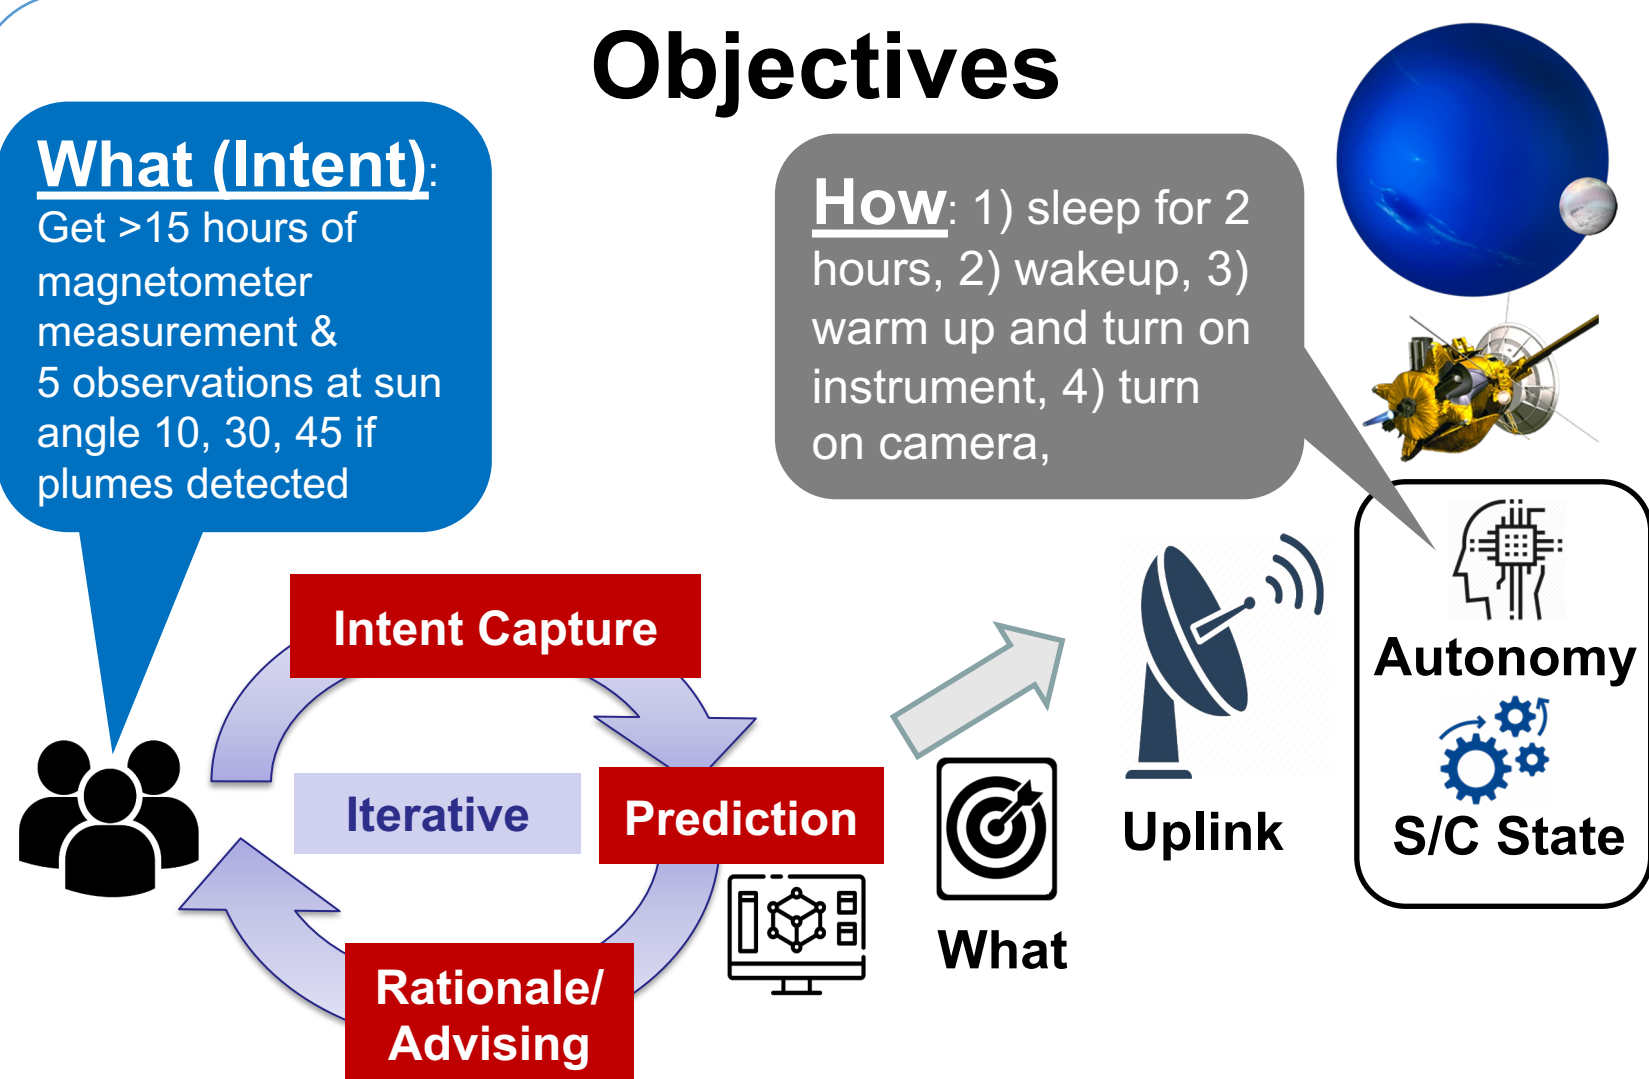 Objectives
What (Intent):
Get >15 hours of
magnetometer
measurement &
5 observations at sun
angle 10, 30, 45 if
plumes detected
How: 1) sleep for 2
hours, 2) wakeup, 3)
warm up and turn on
instrument, 4) turn
on camera,
Intent Capture
Iterative
Prediction
Rationale/
Advising
What
Uplink
Autonomy
S/C State